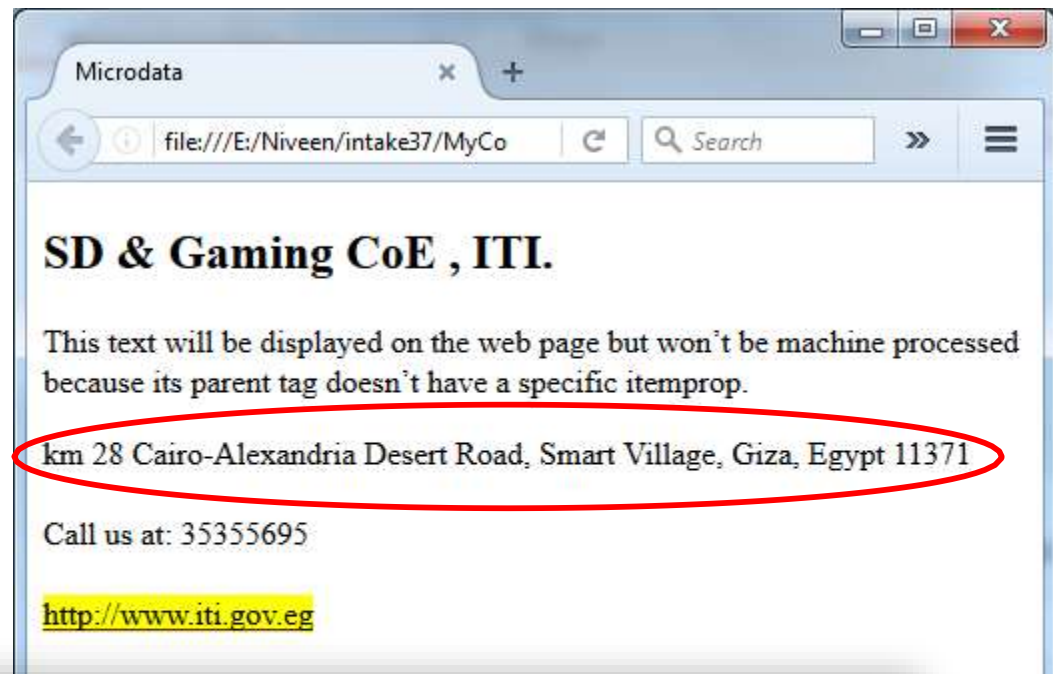 Microdata
file:///E:/Niveen/intake37/MyCo
Search
SD & Gaming CoE , ITI.
This text will be displayed on the web page but won’t be machine processed
because its parent tag doesn’t have a specific itemprop.
km 28 Cairo-Alexandria Desert Road, Smart Village, Giza, Egypt 11371
Call us at: 35355695
http://www.iti.gov.eg